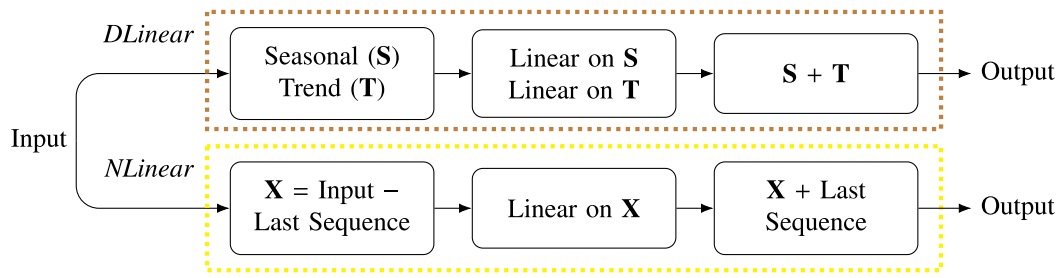 DLinear
Seasonal (S)
Trend (T)
Linear on S
Linear on T
S + T
Output
Input
NLinear
X = Input −
Last Sequence
Linear on X
X + Last
Sequence
Output